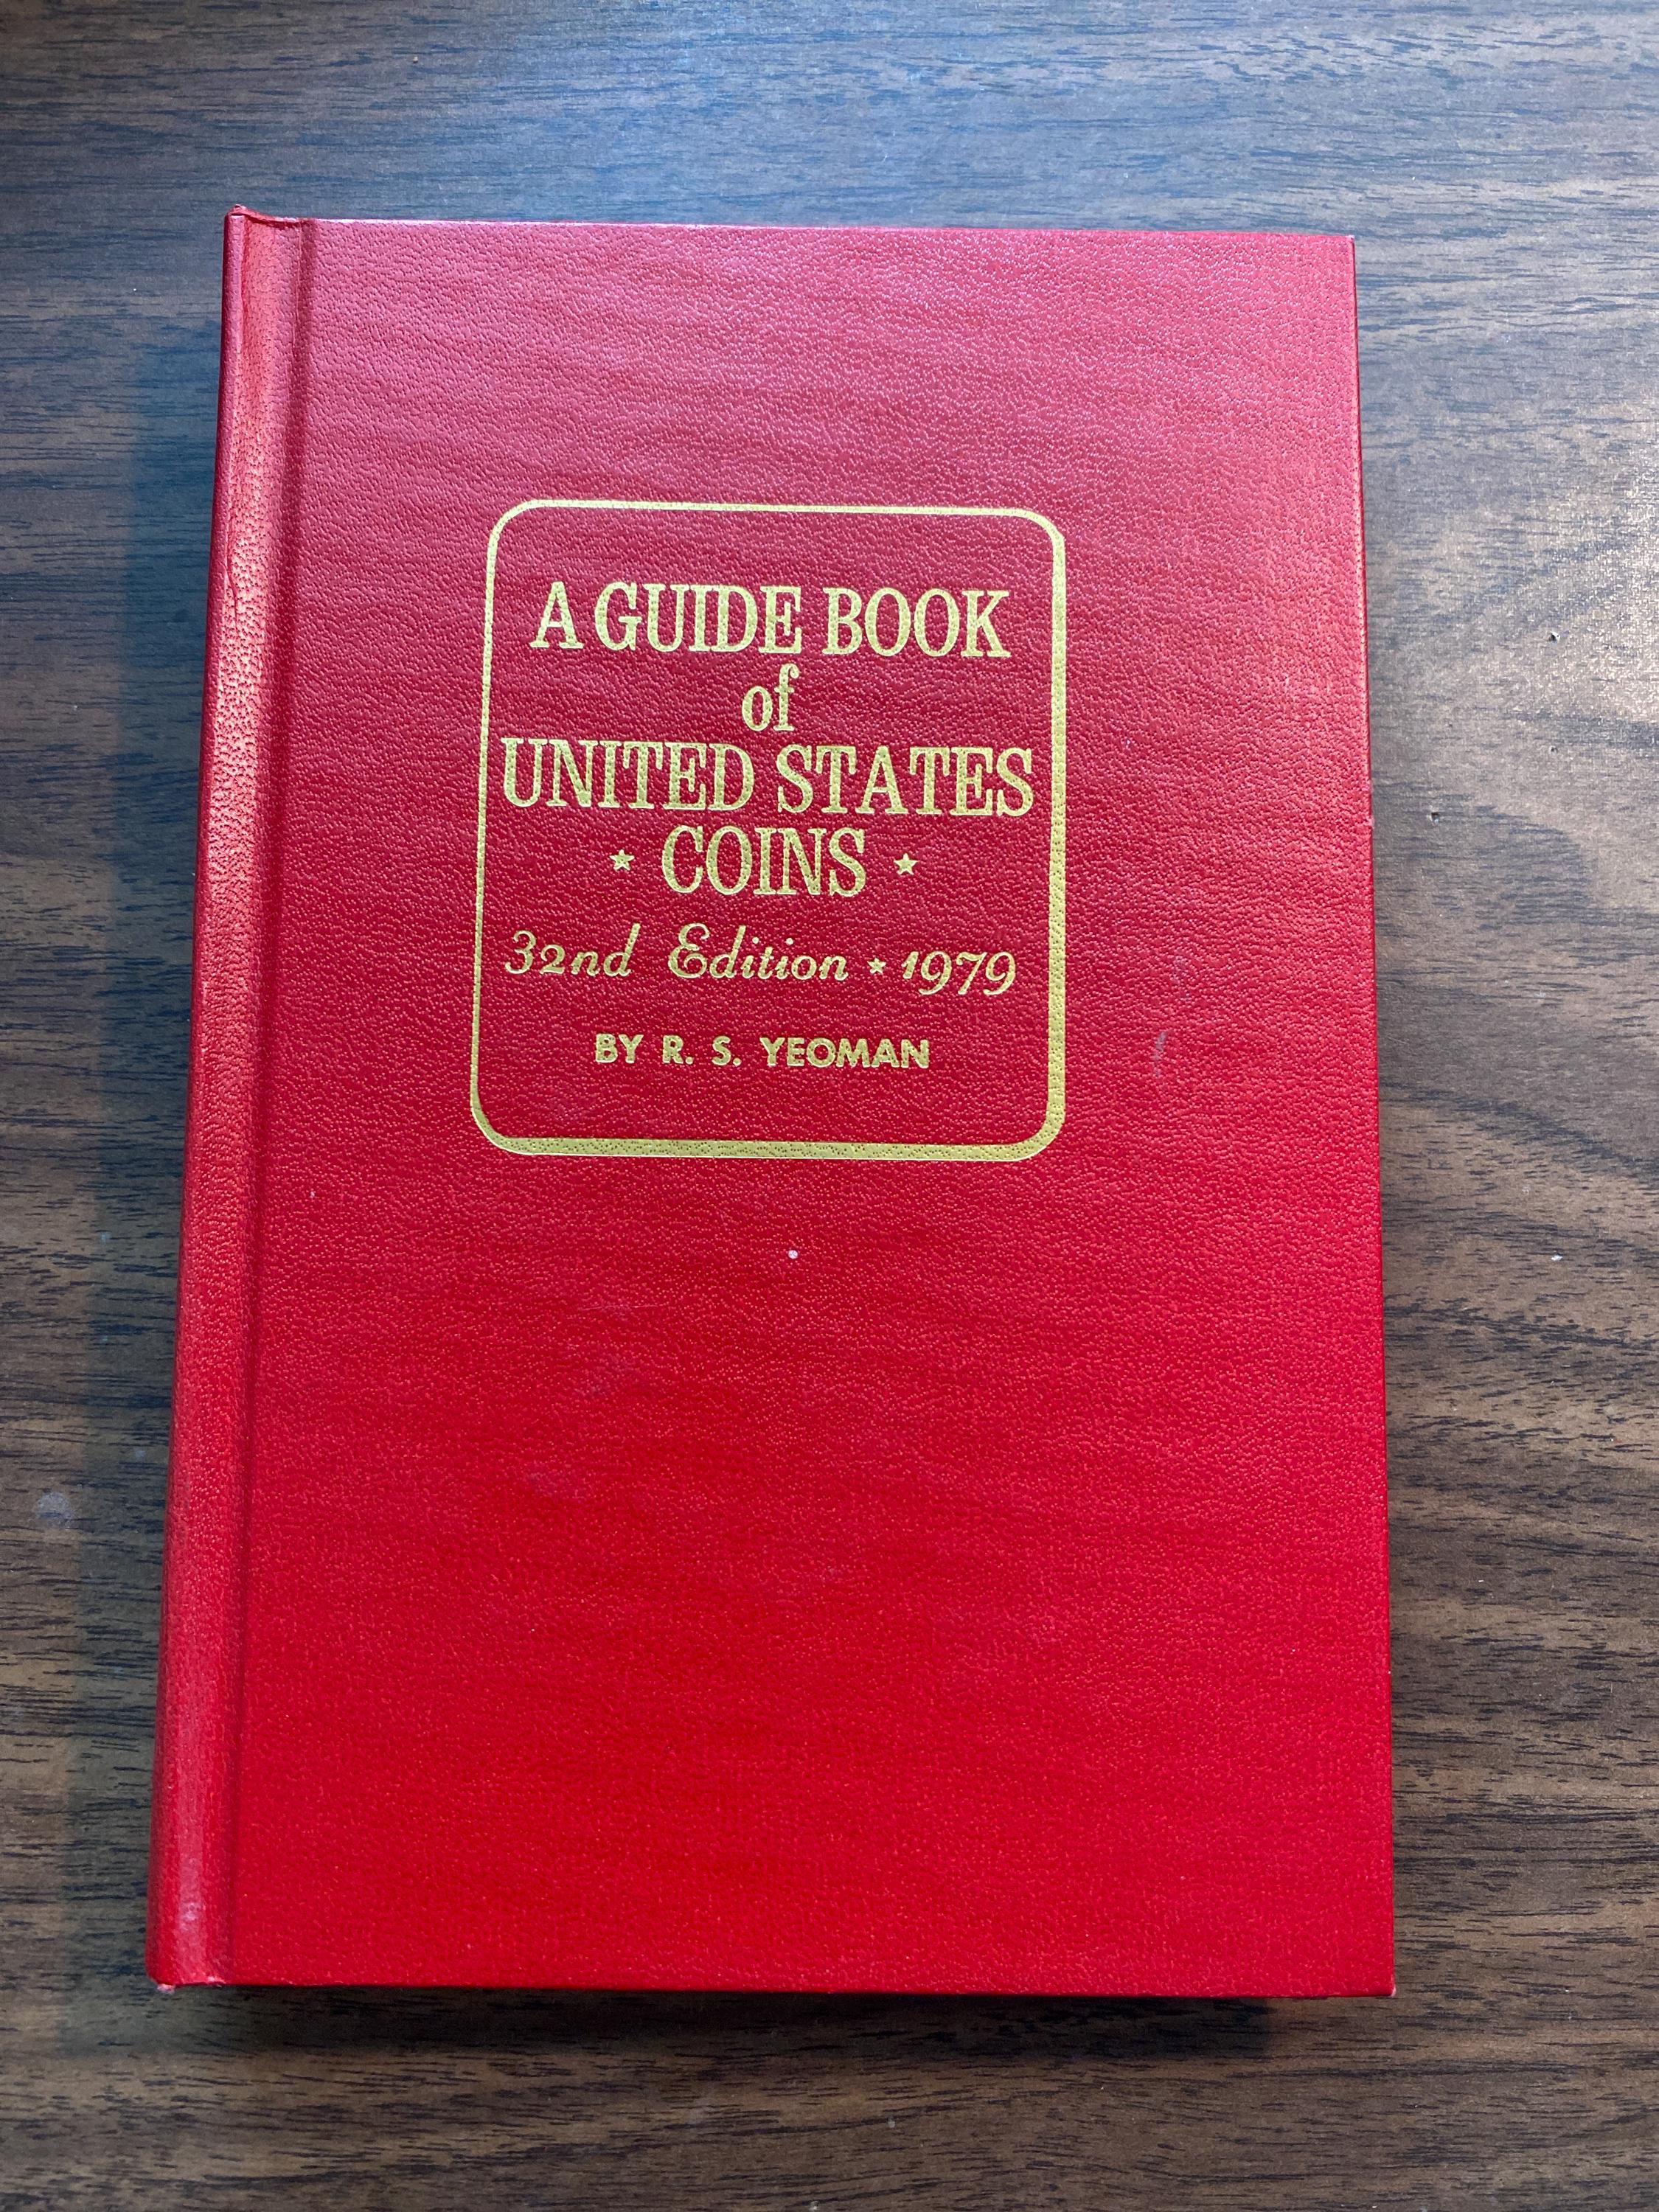 A GUIDE BOOK
of
UNITED STATES
★ COINS ★
32nd Edition ★ 1979
BY R. S. YEOMAN